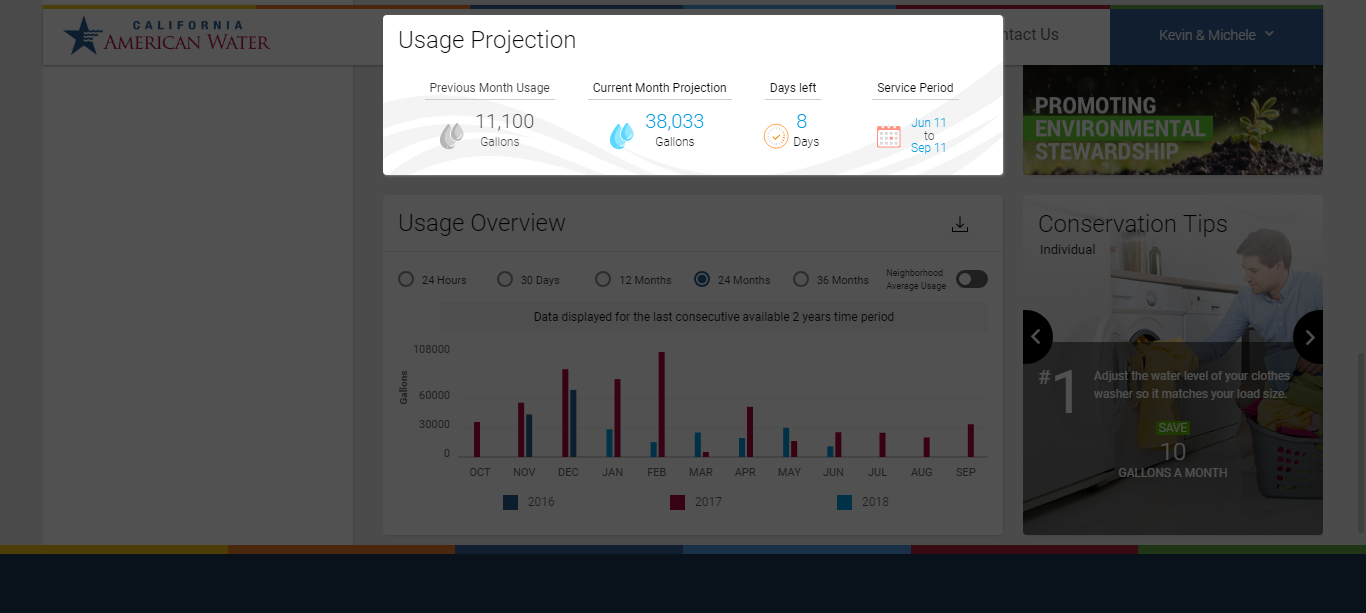 CALIFORNIA
AMERICAN WATER
ntact Us
Kevin & Michele
Usage Projection
Previous Month Usage
11,100
Gallons
Current Month Projection
38,033
Gallons
Days left
8
Days
Service Period
Jun 11
to
Sep 11
PROMOTING
ENVIRONMENTAL
STEWARDSHIP
Usage Overview
24 Hours
30 Days
12 Months
24 Months
36 Months
Neighborhood
Average Usage
Data displayed for the last consecutive available 2 years time period
Gallons
108000
60000
30000
0
OCT NOV DEC JAN FEB MAR APR MAY JUN JUL AUG SEP
2016 2017 2018
Conservation Tips
Individual
#1
Adjust the water level of your clothes
washer so it matches your load size.
SAVE
10
GALLONS A MONTH